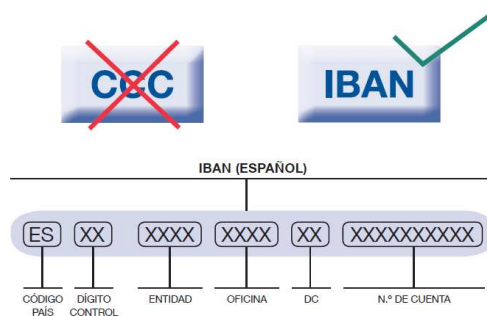 CCC IBAN
IBAN (ESPAÑOL)
ES XX XXXX XXXX XX XXXXXXXXXX
CÓDIGO PAÍS DÍGITO CONTROL ENTIDAD OFICINA DC N.º DE CUENTA